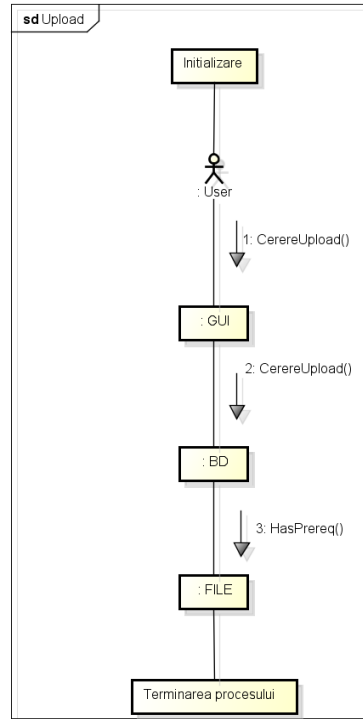 sd Upload
Initializare
: User
1: CerereUpload()
: GUI
2: CerereUpload()
: BD
3: HasPrereq()
: FILE
Terminarea procesului